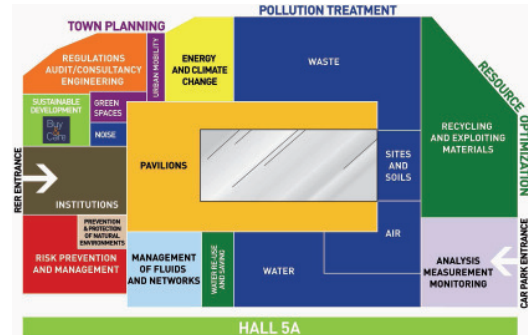 POLLUTION TREATMENT
TOWN PLANNING
REGULATIONS
AUDIT/CONSULTANCY
ENGINEERING
URBAN MOBILITY
ENERGY
AND CLIMATE
CHANGE
WASTE
RESOURCE
OPTIMIZATION
SUSTAINABLE
DEVELOPMENT
Buy
Care
GREEN
SPACES
NOISE
RECYCLING
AND EXPLOITING
MATERIALS
PAVILIONS
SITES
AND
SOILS
RER ENTRANCE
INSTITUTIONS
PREVENTION
& PROTECTION
OF NATURAL
ENVIRONMENTS
RISK PREVENTION
AND MANAGEMENT
MANAGEMENT
OF FLUIDS
AND NETWORKS
WATER RE-USE
AND SAVING
WATER
AIR
ANALYSIS
MEASUREMENT
MONITORING
CAR PARK ENTRANCE
HALL 5A